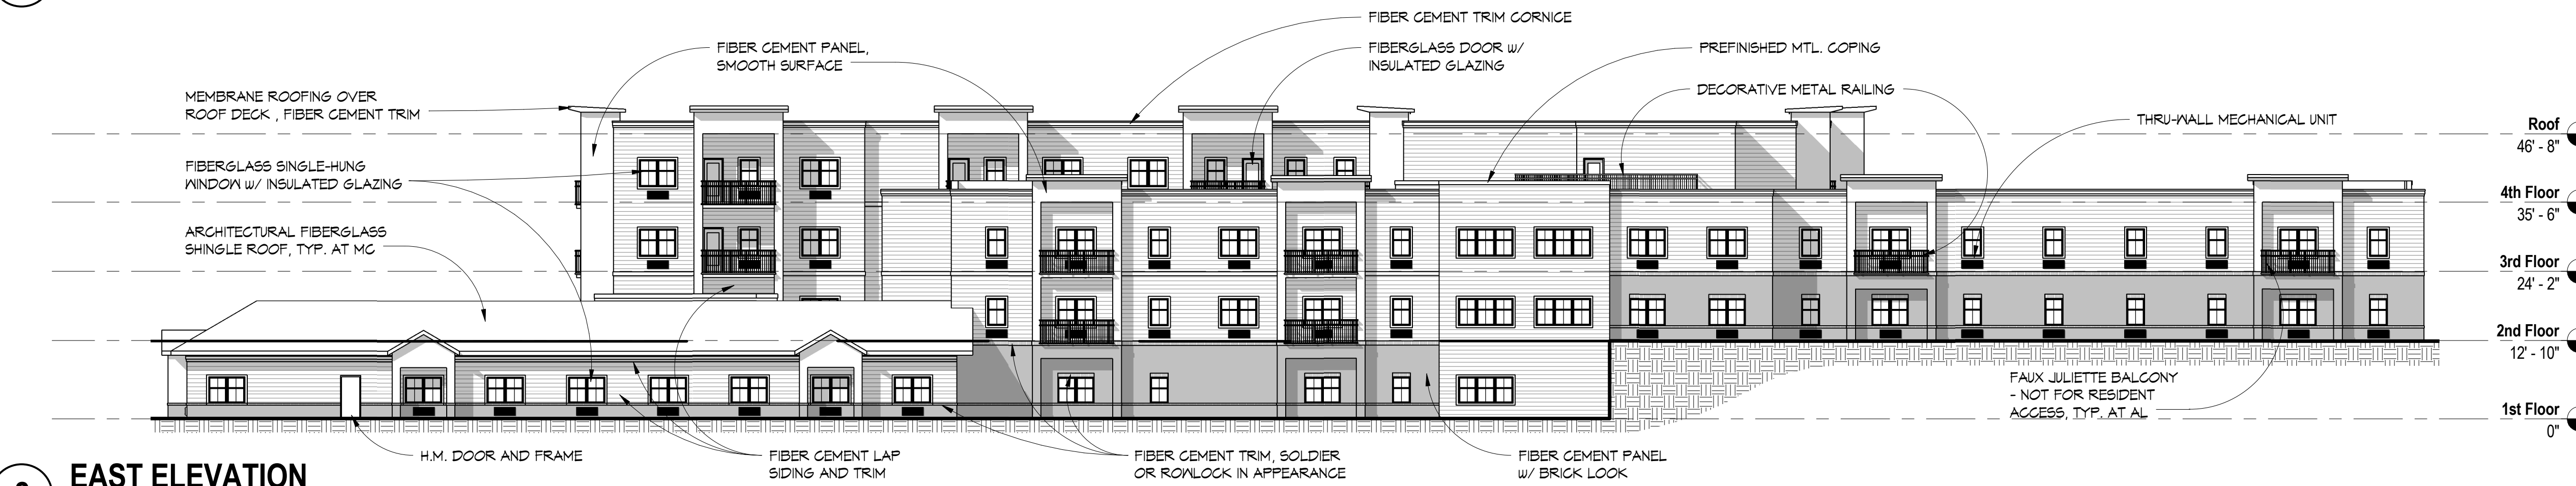 FIBER CEMENT TRIM CORNICE
FIBER CEMENT PANEL,
SMOOTH SURFACE
FIBERGLASS DOOR w/
INSULATED GLAZING
PREFINISHED MTL. COPING
DECORATIVE METAL RAILING
MEMBRANE ROOFING OVER
ROOF DECK , FIBER CEMENT TRIM
THRU-WALL MECHANICAL UNIT
Roof
46' - 8"
FIBERGLASS SINGLE-HUNG
WINDOW w/ INSULATED GLAZING
4th Floor
35' - 6"
ARCHITECTURAL FIBERGLASS
SHINGLE ROOF, TYP. AT MC
3rd Floor
24' - 2"
2nd Floor
12' - 10"
FAUX JULIETTE BALCONY
- NOT FOR RESIDENT
ACCESS, TYP. AT AL
1st Floor
0"
H.M. DOOR AND FRAME
FIBER CEMENT LAP
SIDING AND TRIM
FIBER CEMENT TRIM, SOLDIER
OR ROWLOCK IN APPEARANCE
FIBER CEMENT PANEL
w/ BRICK LOOK
EAST ELEVATION